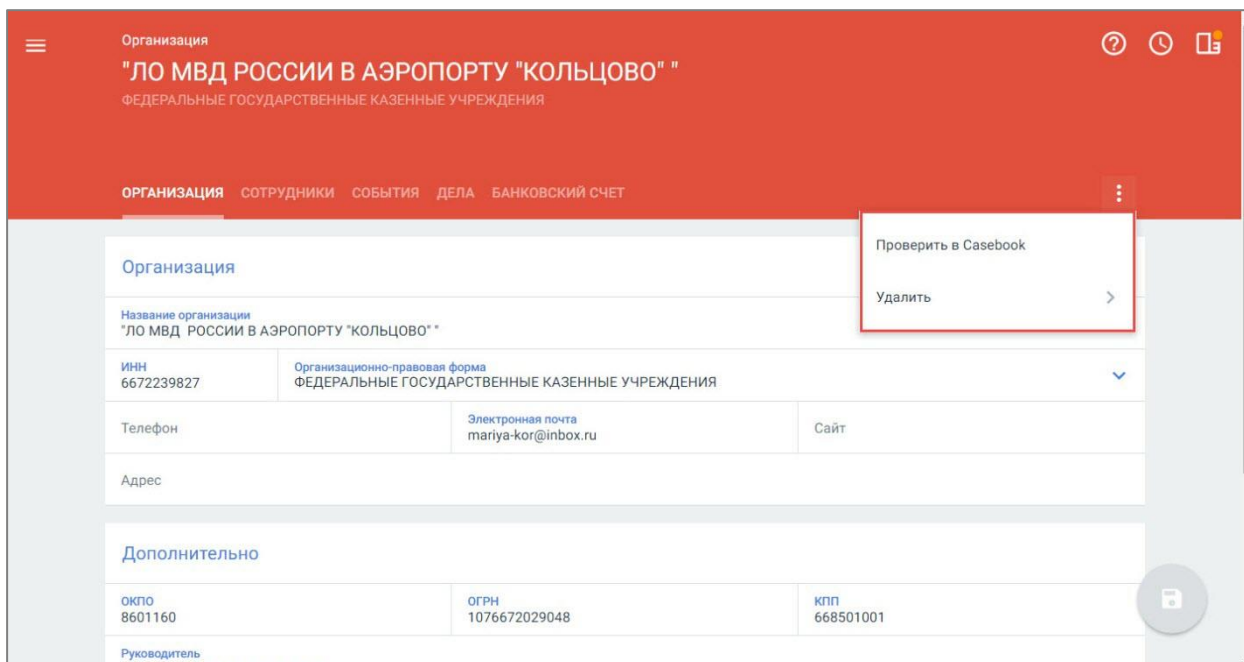 Организация
"ЛО МВД РОССИИ В АЭРОПОРТУ "КОЛЬЦОВО" "
ФЕДЕРАЛЬНЫЕ ГОСУДАРСТВЕННЫЕ КАЗЕННЫЕ УЧРЕЖДЕНИЯ
ОРГАНИЗАЦИЯ СОТРУДНИКИ СОБЫТИЯ ДЕЛА БАНКОВСКИЙ СЧЕТ
Проверить в Casebook
Удалить
Организация
Название организации
"ЛО МВД РОССИИ В АЭРОПОРТУ "КОЛЬЦОВО" "
ИНН Организационно-правовая форма
6672239827 ФЕДЕРАЛЬНЫЕ ГОСУДАРСТВЕННЫЕ КАЗЕННЫЕ УЧРЕЖДЕНИЯ
Телефон Электронная почта Сайт
mariya-kor@inbox.ru
Адрес
Дополнительно
ОКПО ОГРН КПП
8601160 1076672029048 668501001
Руководитель